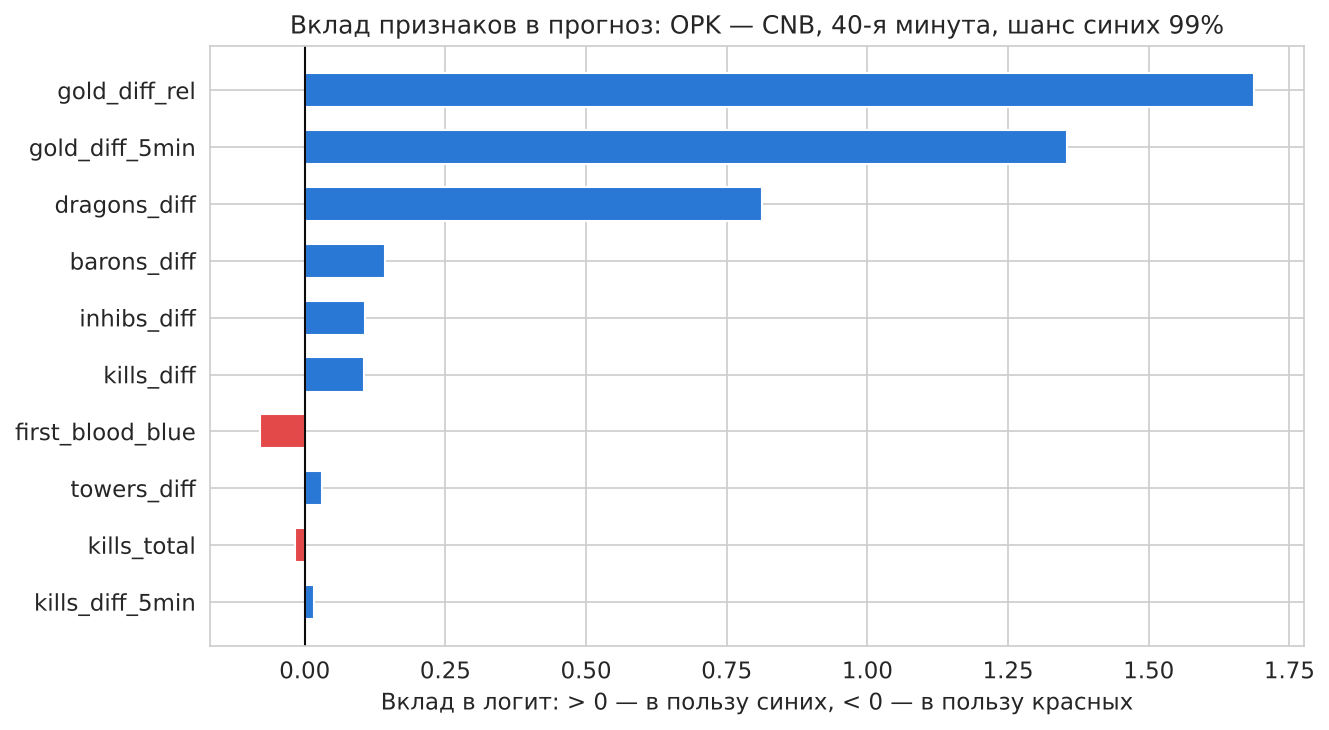 Вклад признаков в прогноз: OPK — CNB, 40-я минута, шанс синих 99%
gold_diff_rel
gold_diff_5min
dragons_diff
barons_diff
inhibs_diff
kills_diff
first_blood_blue
towers_diff
kills_total
kills_diff_5min
0.00 0.25 0.50 0.75 1.00 1.25 1.50 1.75
Вклад в логит: > 0 — в пользу синих, < 0 — в пользу красных